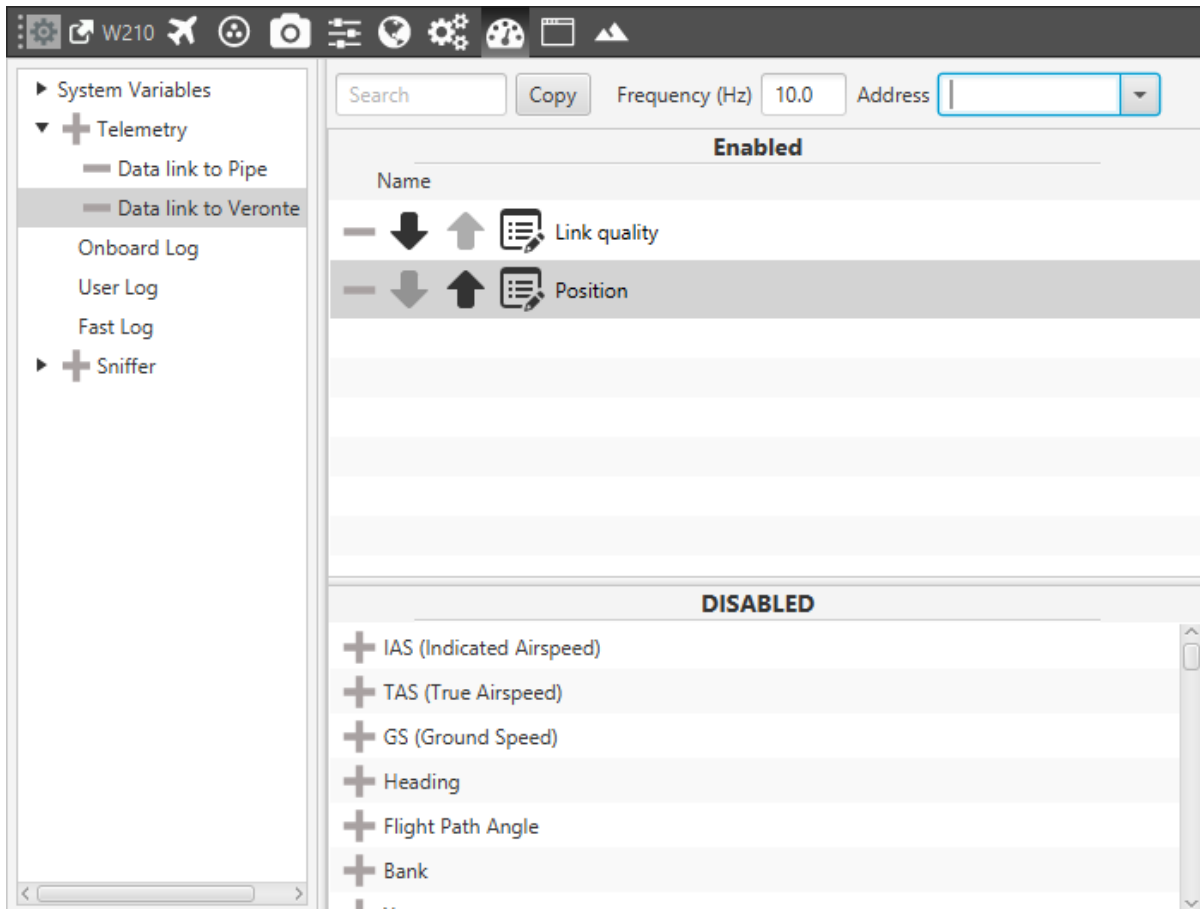 W210
System Variables
Telemetry
Data link to Pipe
Data link to Veronte
Onboard Log
User Log
Fast Log
Sniffer
Search Copy Frequency (Hz) 10.0 Address
Enabled
Name
Link quality
Position
DISABLED
IAS (Indicated Airspeed)
TAS (True Airspeed)
GS (Ground Speed)
Heading
Flight Path Angle
Bank